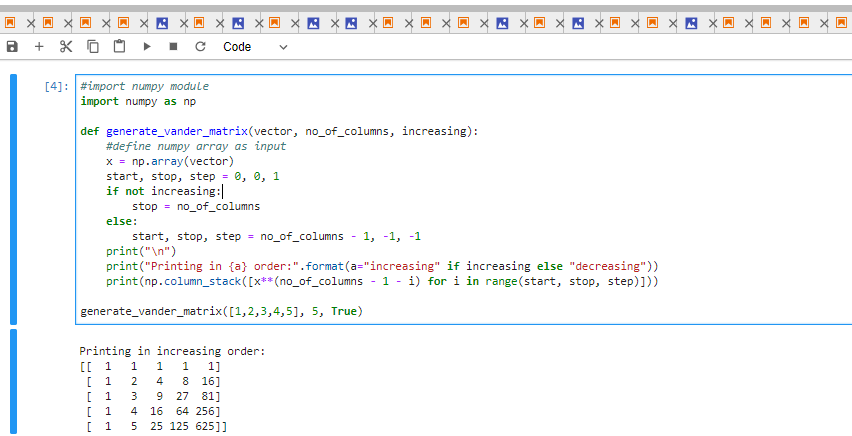 Code
[4]: #import numpy module
import numpy as np
def generate_vander_matrix(vector, no_of_columns, increasing):
#define numpy array as input
x = np.array(vector)
start, stop, step = 0, 0, 1
if not increasing:
stop = no_of_columns
else:
start, stop, step = no_of_columns - 1, -1, -1
print("\n")
print("Printing in {a} order:".format(a="increasing" if increasing else "decreasing"))
print(np.column_stack([x**(no_of_columns - 1 - i) for i in range(start, stop, step)]))
generate_vander_matrix([1,2,3,4,5], 5, True)
Printing in increasing order:
[[ 1 1 1 1 1]
[ 1 2 4 8 16]
[ 1 3 9 27 81]
[ 1 4 16 64 256]
[ 1 5 25 125 625]]